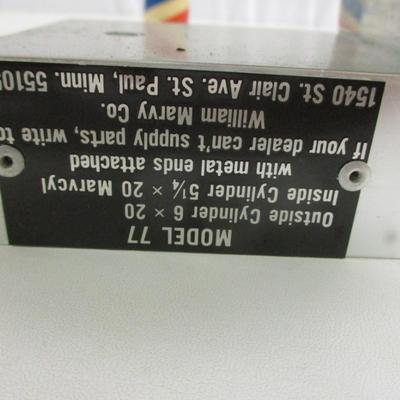 MODEL 77
Outside Cylinder 6 × 20
Inside Cylinder 5¼ × 20 Marvcyl
with metal ends attached
If your dealer can't supply parts, write to
William Marvy Co.
1540 St. Clair Ave. St. Paul, Minn. 55105